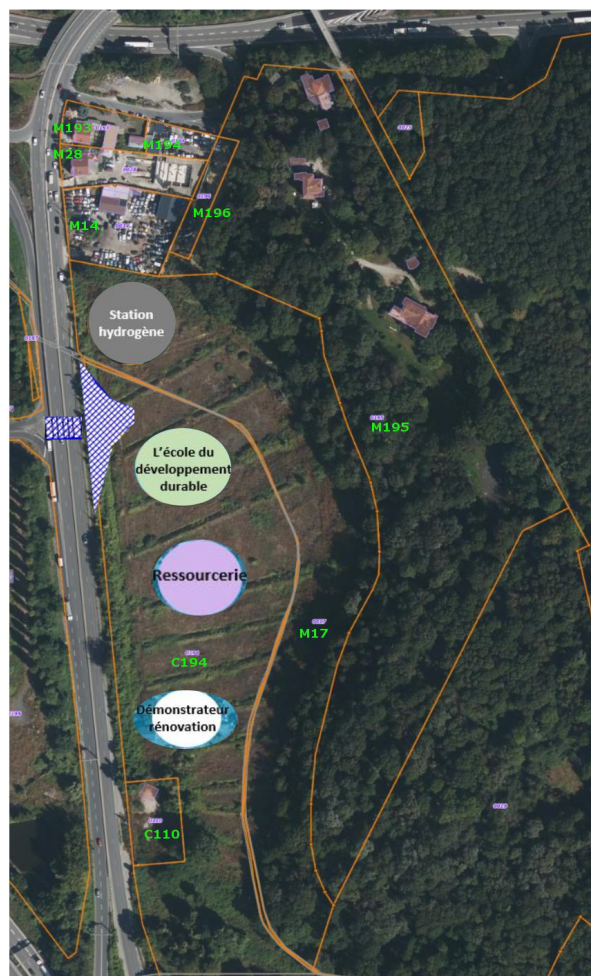 M193
M194
M28
M196
M14
Station
hydrogène
M195
L'école du
développement
durable
Ressourcerie
M17
C194
Démonstrateur
rénovation
C110